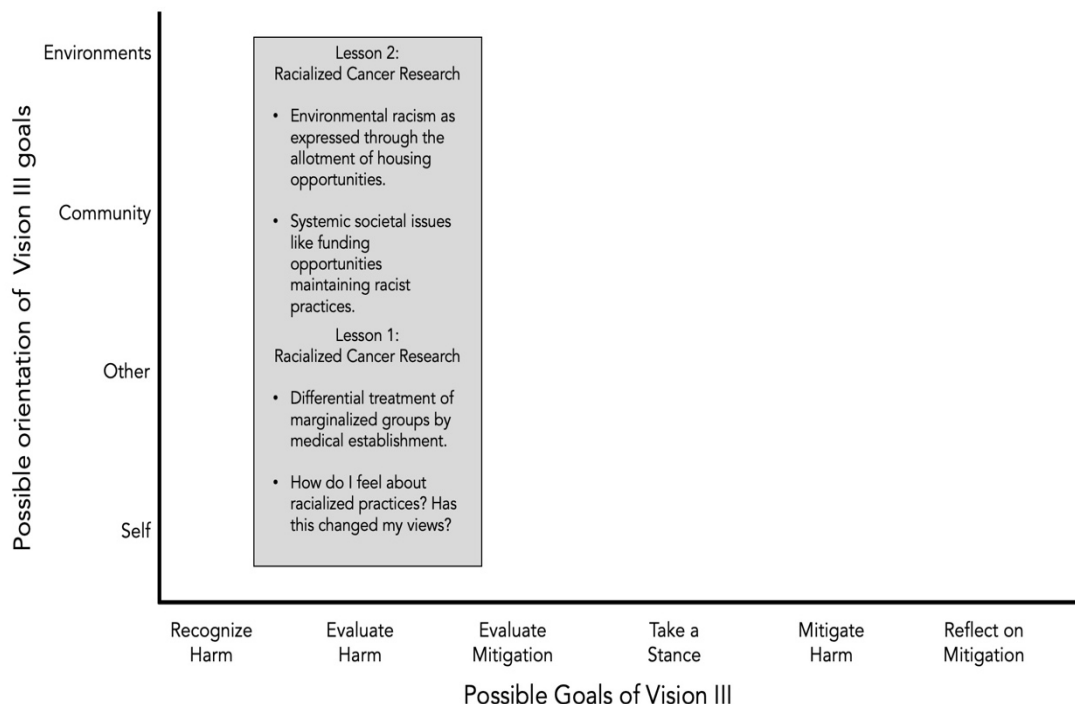 Possible orientation of Vision III goals
Environments
Community
Other
Self
Lesson 2:
Racialized Cancer Research
• Environmental racism as
expressed through the
allotment of housing
opportunities.
• Systemic societal issues
like funding
opportunities
maintaining racist
practices.
Lesson 1:
Racialized Cancer Research
• Differential treatment of
marginalized groups by
medical establishment.
• How do I feel about
racialized practices? Has
this changed my views?
Recognize
Harm
Evaluate
Harm
Evaluate
Mitigation
Take a
Stance
Mitigate
Harm
Reflect on
Mitigation
Possible Goals of Vision III